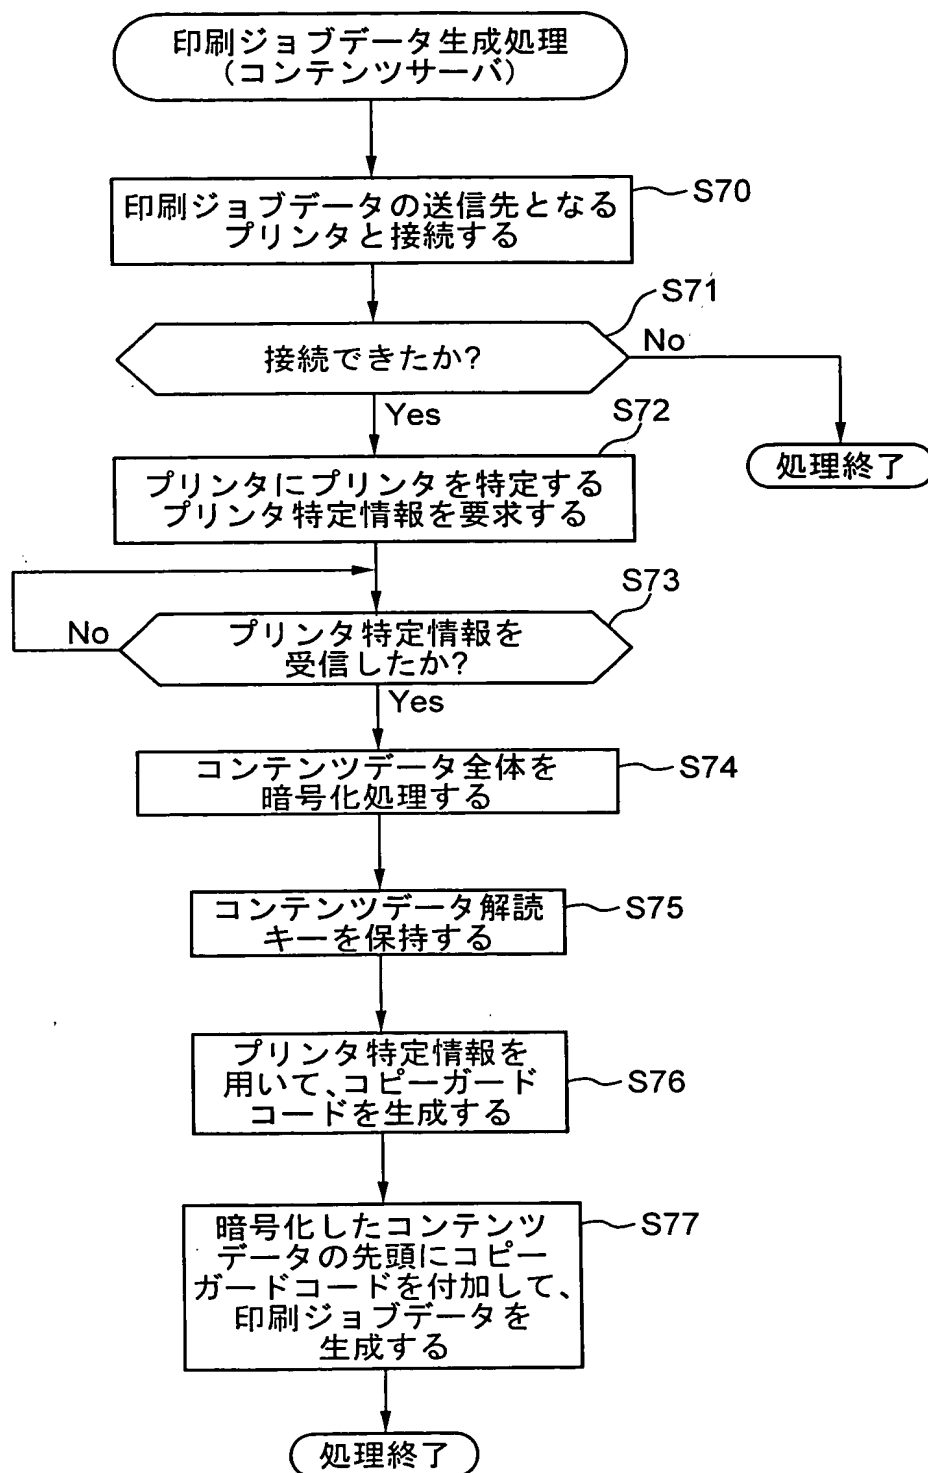 印刷ジョブデータ生成処理
(コンテンツサーバ)
印刷ジョブデータの送信先となる
プリンタと接続する
S70
接続できたか?
S71
No
Yes
処理終了
プリンタにプリンタを特定する
プリンタ特定情報を要求する
S72
プリンタ特定情報を
受信したか?
S73
No
Yes
コンテンツデータ全体を
暗号化処理する
S74
コンテンツデータ解読
キーを保持する
S75
プリンタ特定情報を
用いて、コピーガード
コードを生成する
S76
暗号化したコンテンツ
データの先頭にコピー
ガードコードを付加して、
印刷ジョブデータを
生成する
S77
処理終了